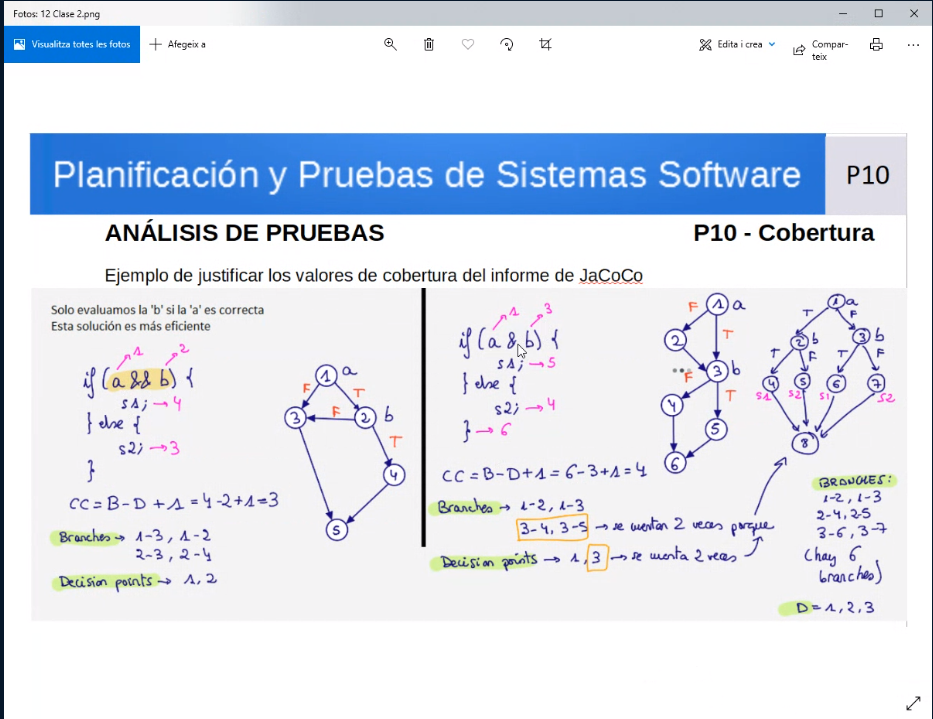 Fotos: 12 Clase 2.png
Visualitza totes les fotos
Afegeix a
Edita i crea
Compar-
teix
Planificación y Pruebas de Sistemas Software
P10
ANÁLISIS DE PRUEBAS
P10 - Cobertura
Ejemplo de justificar los valores de cobertura del informe de JaCoCo
Solo evaluamos la 'b' si la 'a' es correcta
Esta solución es más eficiente
1 2
if (a && b) {
s1; → 4
} else {
s2; → 3
}
CC = B - D + 1 = 4 - 2 + 1 = 3
Branches → 1-3, 1-2
2-3, 2-4
Decision points → 1, 2
1 a
F T
3 F 2 b
T
4
5
1 3
if (a & b) {
s1; → 5
} else {
s2; → 4
} → 6
CC = B - D + 1 = 6 - 3 + 1 = 4
Branches → 1-2, 1-3
3-4, 3-5 → se cuentan 2 veces porque
Decision points → 1, 3 → se cuenta 2 veces
F 1 a
2 T
F 3 b
4 T
5
6
1 a
T F
2 b 3 b
T F T F
4 5 6 7
s1 s2 s1 s2
8
BRANCHES:
1-2, 1-3
2-4, 2-5
3-6, 3-7
(hay 6
branches)
D = 1, 2, 3